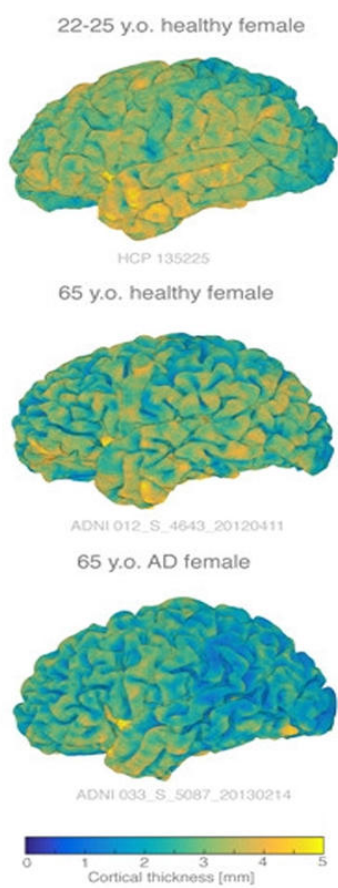 22-25 y.o. healthy female
HCP 135225
65 y.o. healthy female
ADNI 012_S_4643_20120411
65 y.o. AD female
ADNI 033_S_5087_20130214
0 1 2 3 4 5
Cortical thickness [mm]